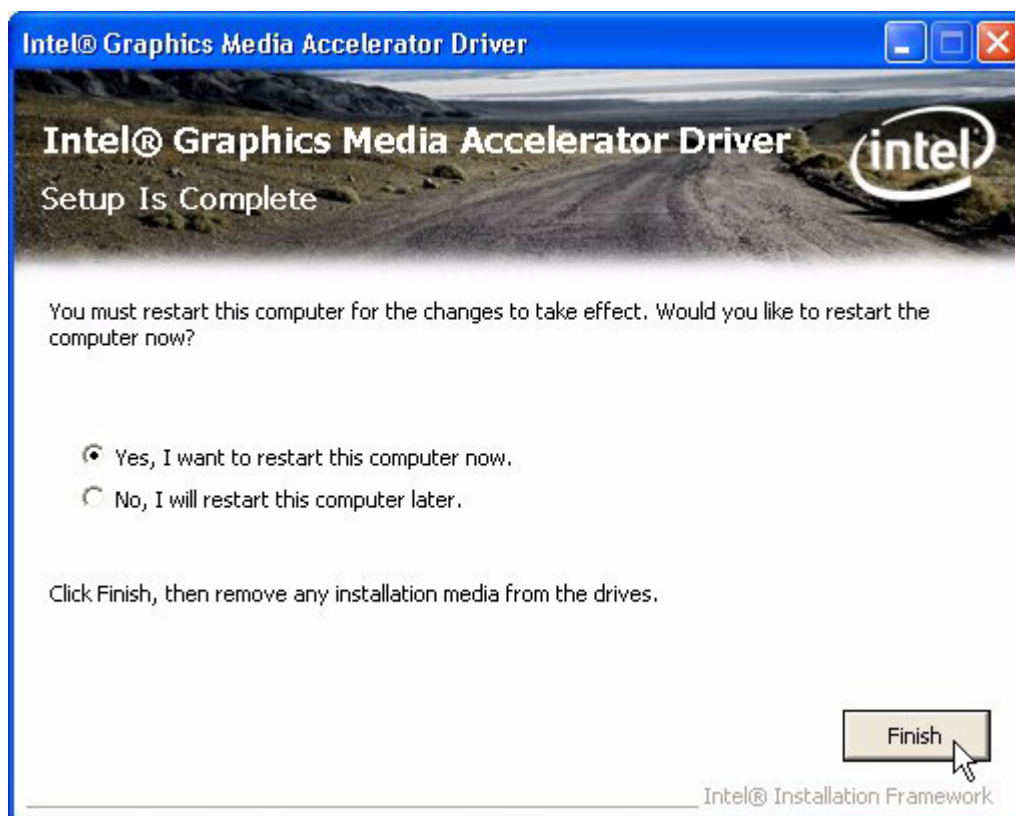 Intel® Graphics Media Accelerator Driver
Intel® Graphics Media Accelerator Driver
intel
Setup Is Complete
You must restart this computer for the changes to take effect. Would you like to restart the
computer now?
Yes, I want to restart this computer now.
No, I will restart this computer later.
Click Finish, then remove any installation media from the drives.
Finish
Intel® Installation Framework